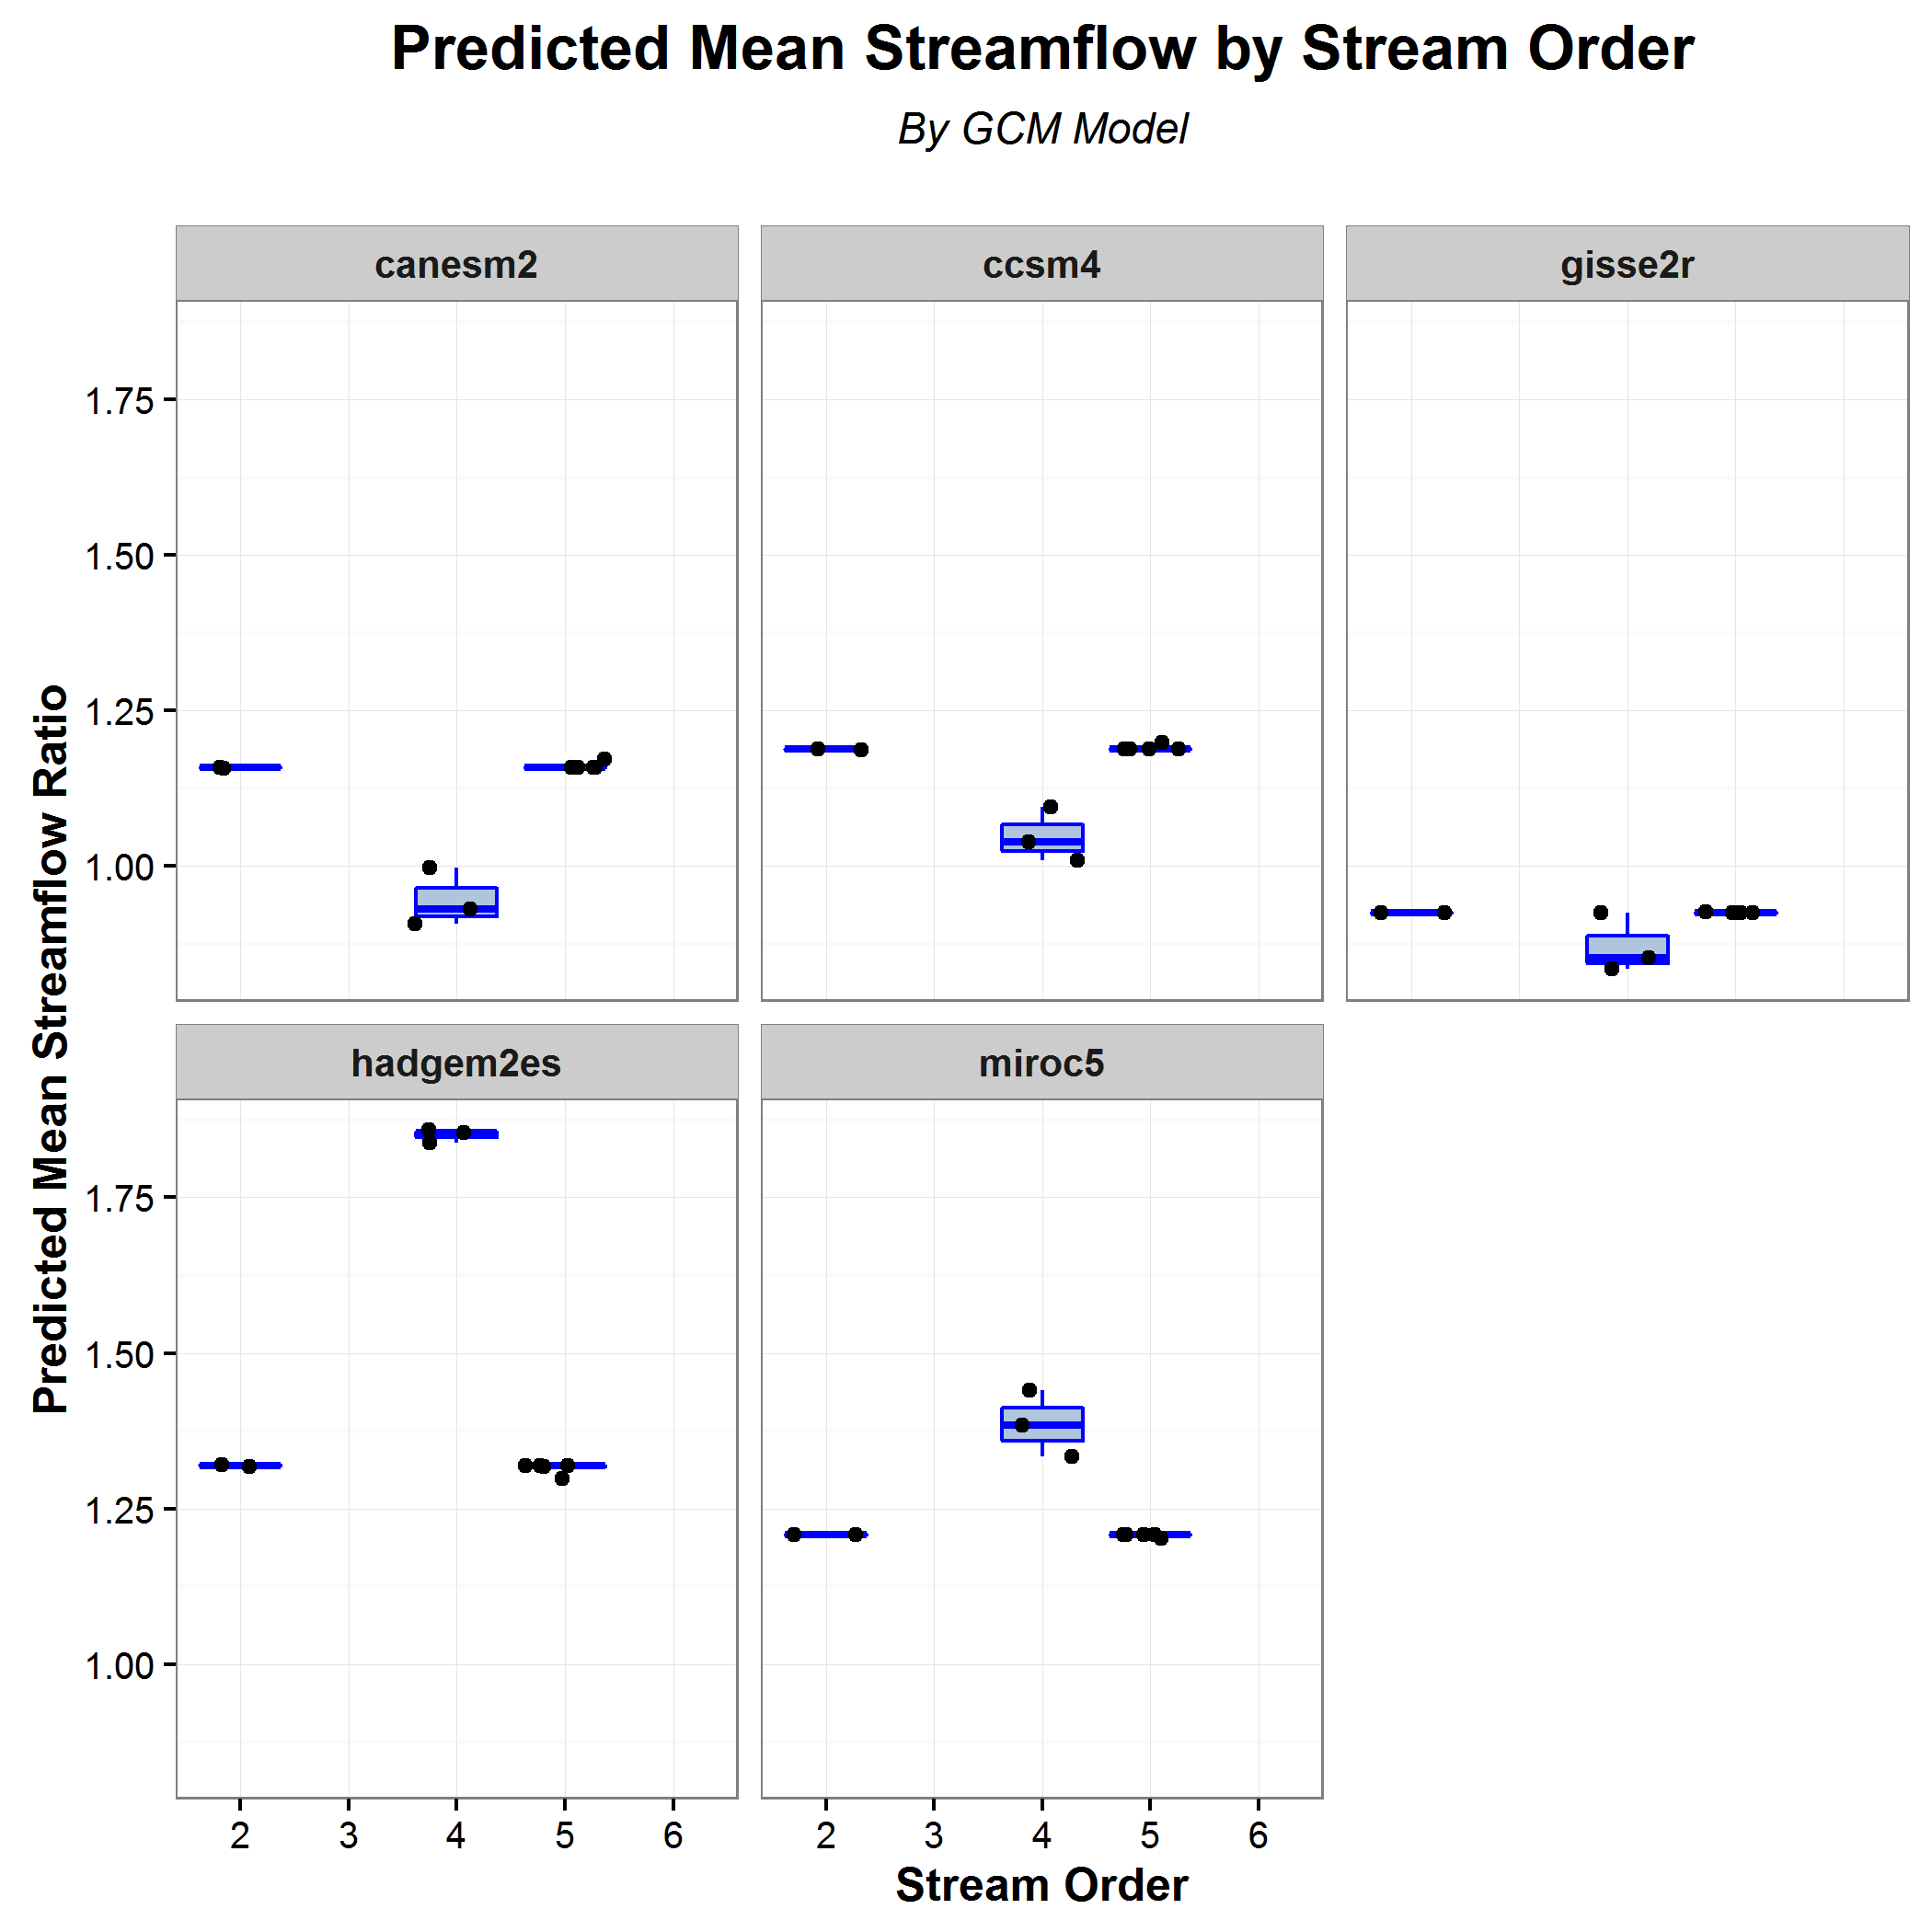 Predicted Mean Streamflow by Stream Order
By GCM Model
canesm2
ccsm4
gisse2r
1.75
1.50
1.25
1.00
Predicted Mean Streamflow Ratio
hadgem2es
miroc5
1.75
1.50
1.25
1.00
2 3 4 5 6
2 3 4 5 6
Stream Order